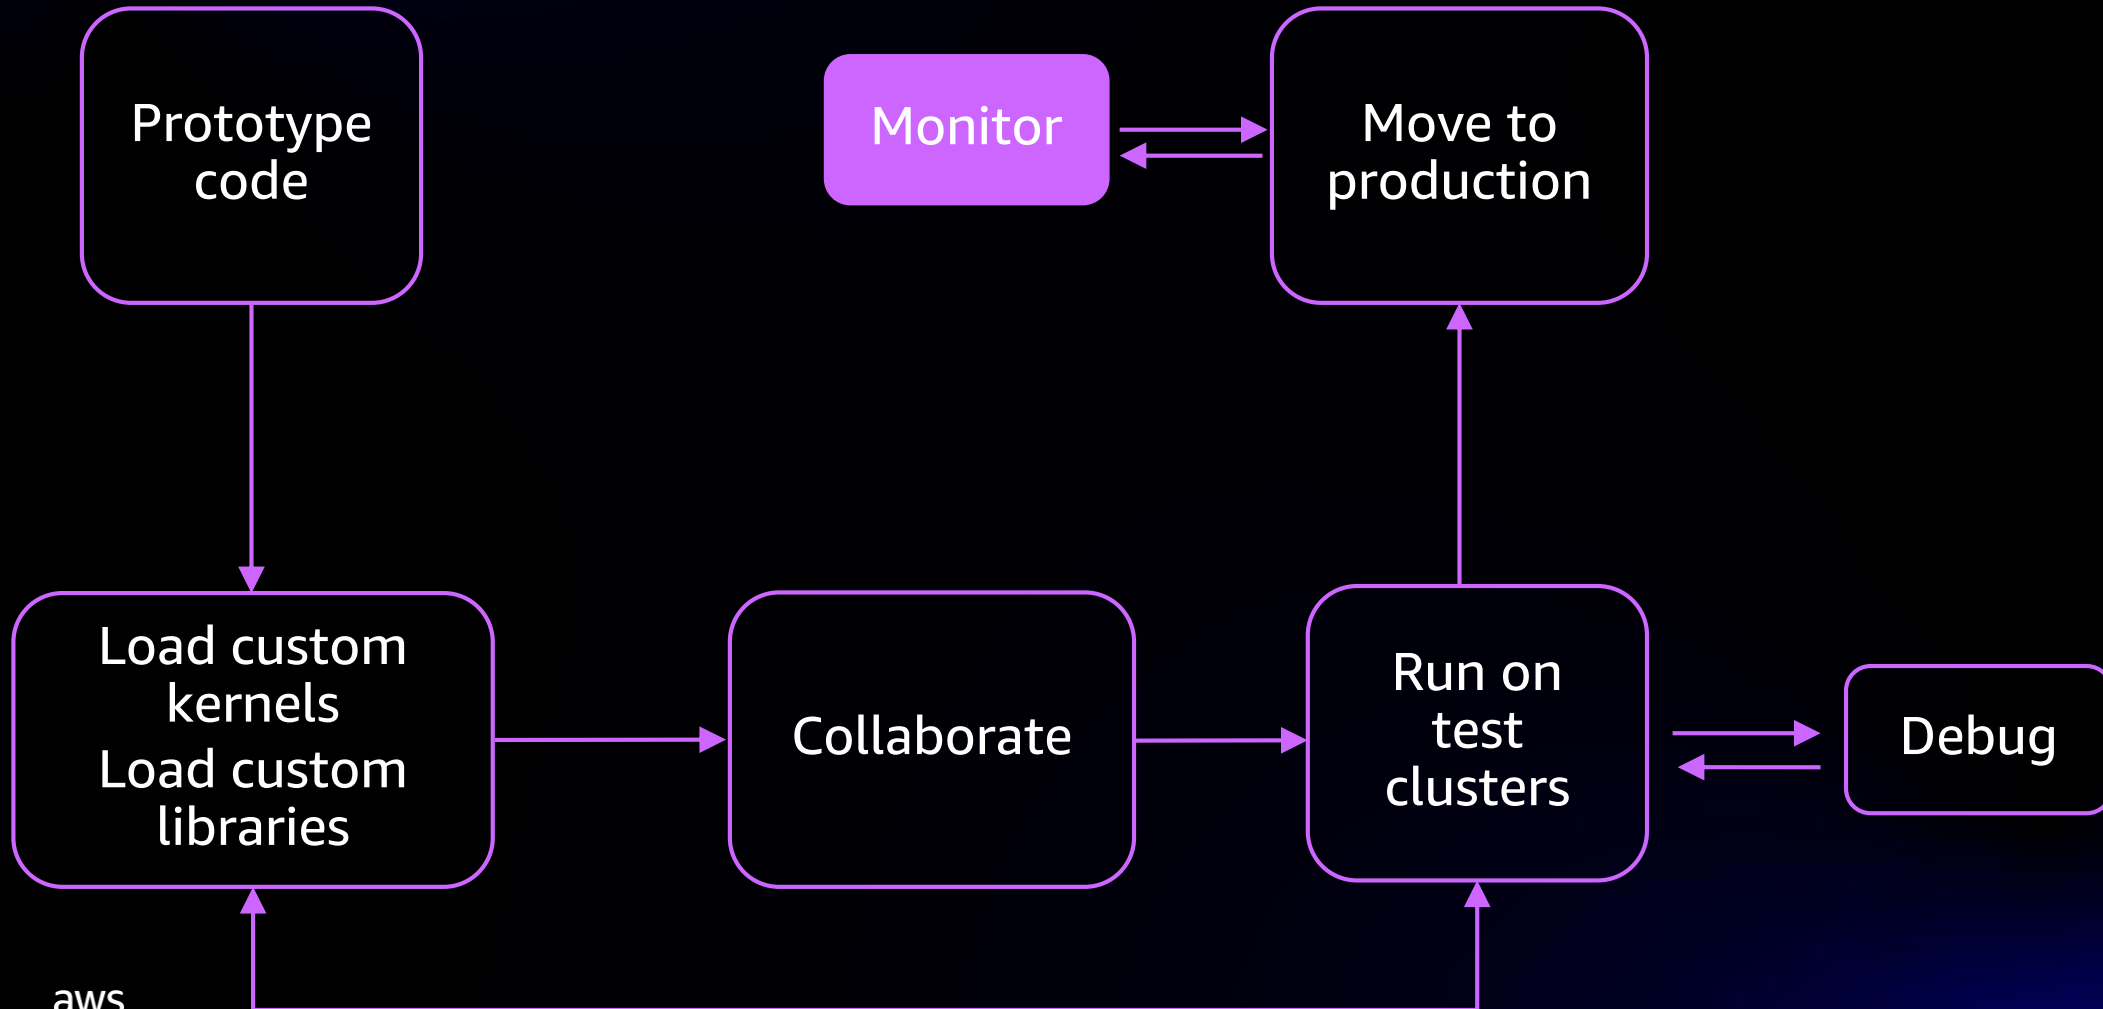 Prototype
code
Monitor
Move to
production
Load custom
kernels
Load custom
libraries
Collaborate
Run on
test
clusters
Debug
aws